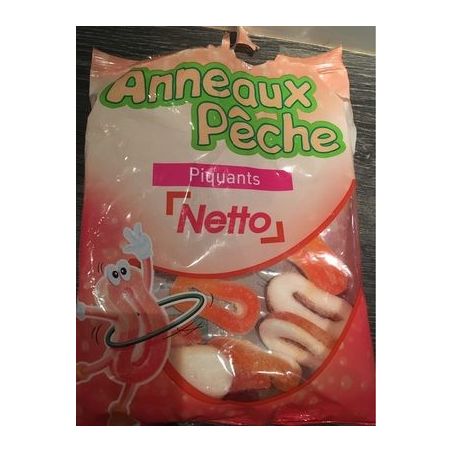 Anneaux
Pêche
Piquants
Netto